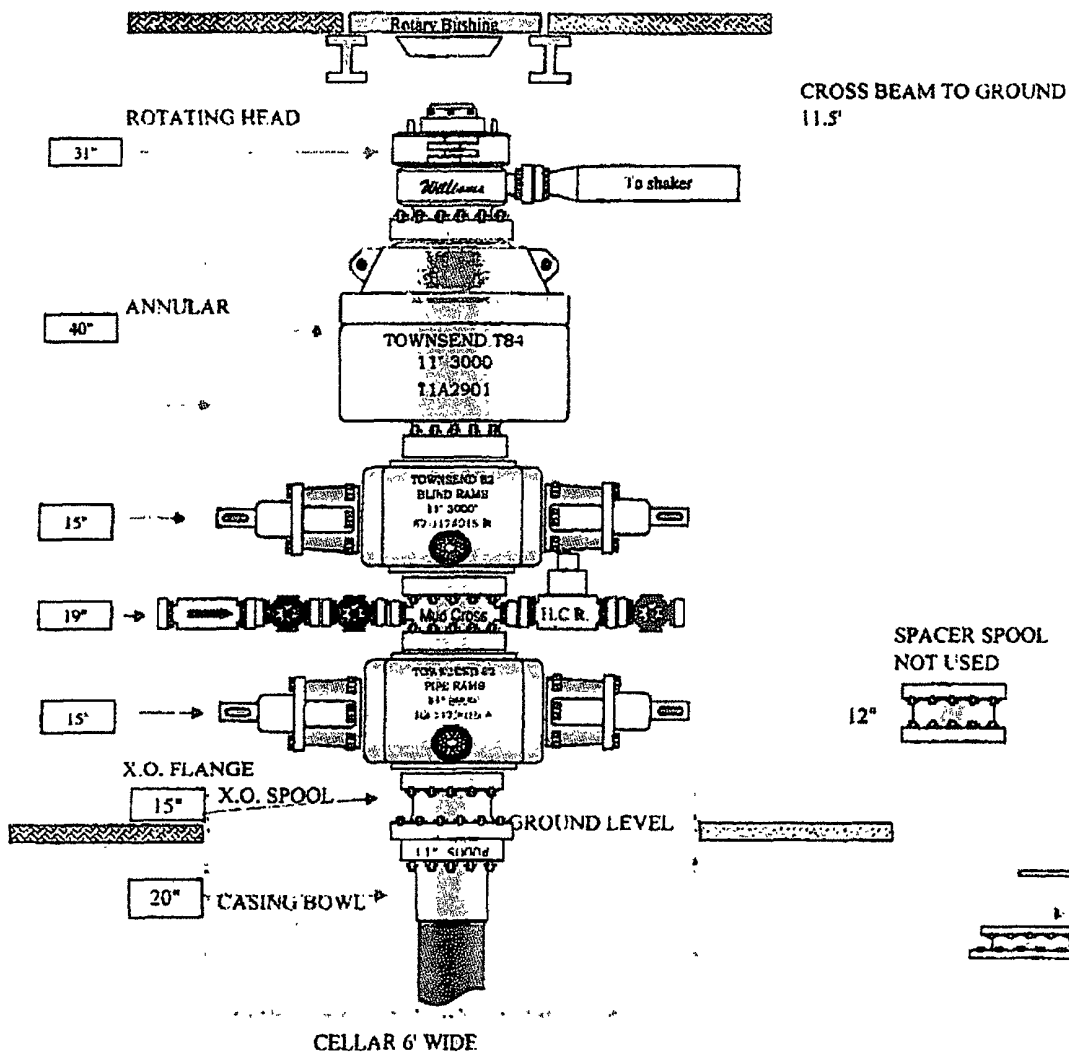 Rotary Bushing
CROSS BEAM TO GROUND
11.5'
ROTATING HEAD
31"
Williams
To shaker
ANNULAR
40"
TOWNSEND T84
11" 3000
11A2901
15"
TOWNSEND 82
BLIND RAMS
11" 3000"
19"
Mud Cross
H.C R.
SPACER SPOOL
NOT USED
12"
15"
TOWNSEND 82
PIPE RAMS
X.O. FLANGE
15"
X.O. SPOOL
GROUND LEVEL
11"
20"
CASING BOWL
CELLAR 6' WIDE